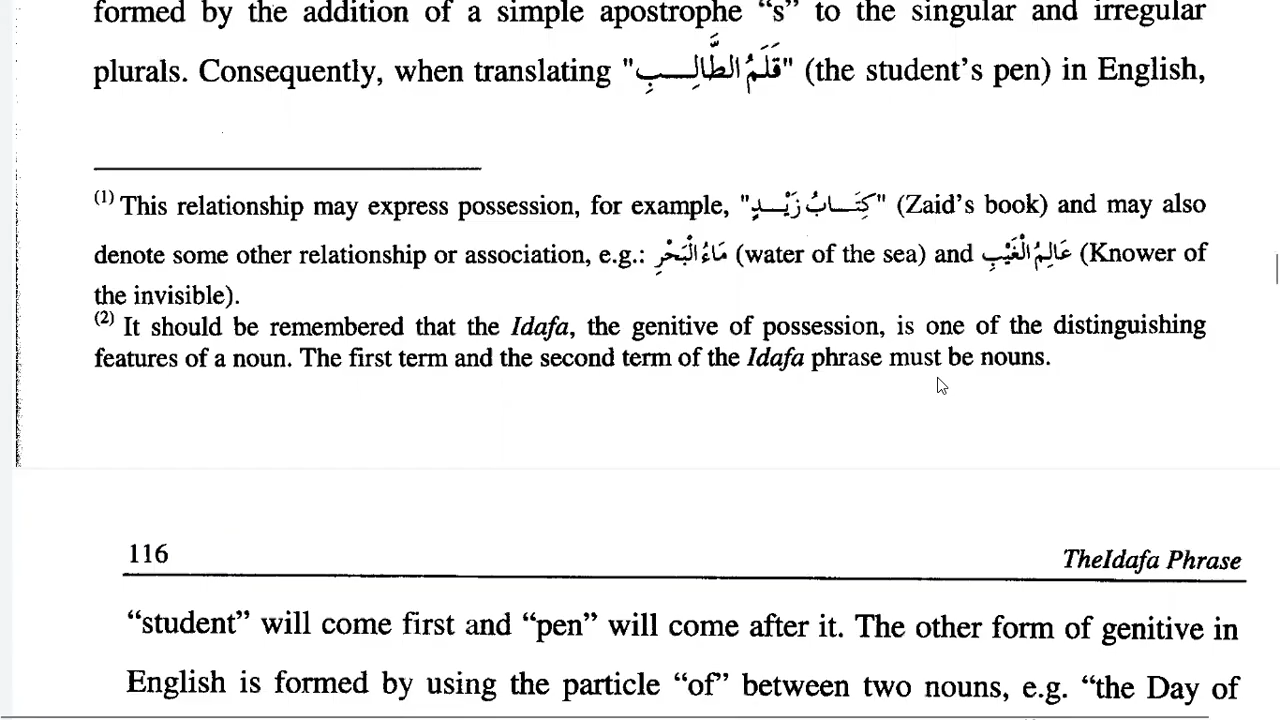 formed by the addition of a simple apostrophe “s” to the singular and irregular
plurals. Consequently, when translating "قَلَمُ الطَّالِـــبِ" (the student’s pen) in English,
(1) This relationship may express possession, for example, "كِتَـــابُ زَيْـــدٍ" (Zaid’s book) and may also
denote some other relationship or association, e.g.: مَاءُ الْبَحْرِ (water of the sea) and عَالِمُ الْغَيْبِ (Knower of
the invisible).
(2) It should be remembered that the Idafa, the genitive of possession, is one of the distinguishing
features of a noun. The first term and the second term of the Idafa phrase must be nouns.
116 TheIdafa Phrase
“student” will come first and “pen” will come after it. The other form of genitive in
English is formed by using the particle “of” between two nouns, e.g. “the Day of